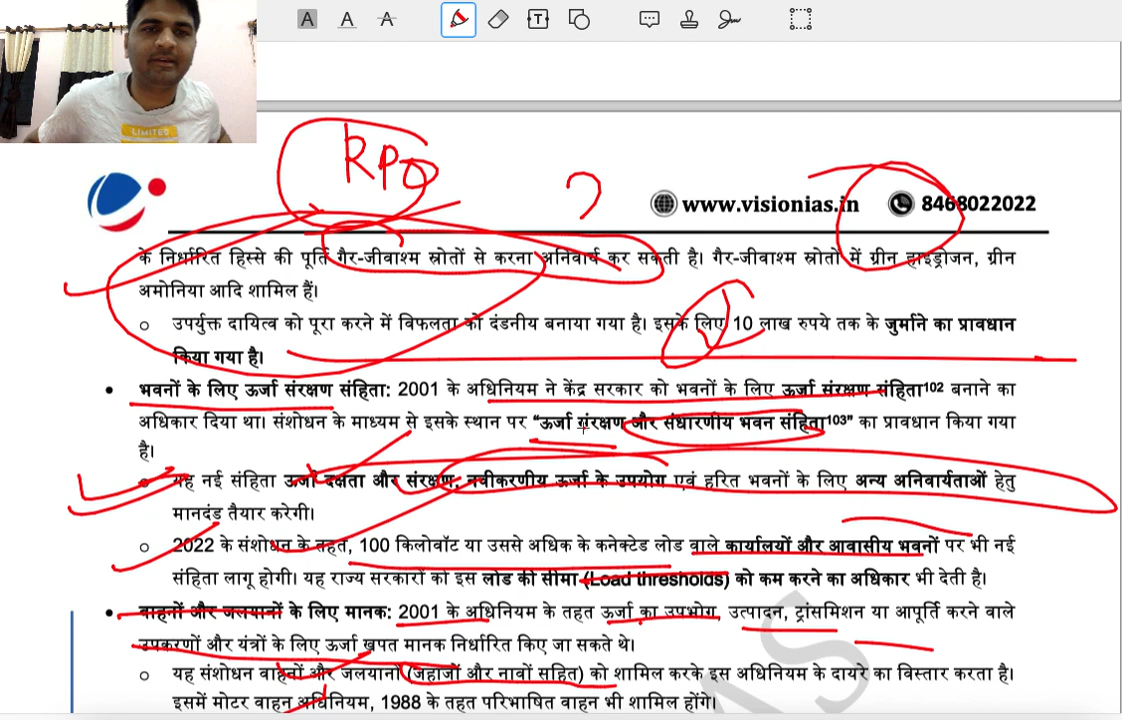 A A A T
LIMITED
RPO
?
www.visionias.in 8468022022
के निर्धारित हिस्से की पूर्ति गैर-जीवाश्म स्रोतों से करना अनिवार्य कर सकती है। गैर-जीवाश्म स्रोतों में ग्रीन हाइड्रोजन, ग्रीन
अमोनिया आदि शामिल हैं।
o उपर्युक्त दायित्व को पूरा करने में विफलता को दंडनीय बनाया गया है। इसके लिए 10 लाख रुपये तक के जुर्माने का प्रावधान
किया गया है।
• भवनों के लिए ऊर्जा संरक्षण संहिता: 2001 के अधिनियम ने केंद्र सरकार को भवनों के लिए ऊर्जा संरक्षण संहिता102 बनाने का
अधिकार दिया था। संशोधन के माध्यम से इसके स्थान पर “ऊर्जा संरक्षण और संधारणीय भवन संहिता103” का प्रावधान किया गया
है।
o यह नई संहिता ऊर्जा दक्षता और संरक्षण, नवीकरणीय ऊर्जा के उपयोग एवं हरित भवनों के लिए अन्य अनिवार्यताओं हेतु
मानदंड तैयार करेगी।
o 2022 के संशोधन के तहत, 100 किलोवॉट या उससे अधिक के कनेक्टेड लोड वाले कार्यालयों और आवासीय भवनों पर भी नई
संहिता लागू होगी। यह राज्य सरकारों को इस लोड की सीमा (Load thresholds) को कम करने का अधिकार भी देती है।
• वाहनों और जलयानों के लिए मानक: 2001 के अधिनियम के तहत ऊर्जा का उपभोग, उत्पादन, ट्रांसमिशन या आपूर्ति करने वाले
उपकरणों और यंत्रों के लिए ऊर्जा खपत मानक निर्धारित किए जा सकते थे।
o यह संशोधन वाहनों और जलयानों (जहाजों और नावों सहित) को शामिल करके इस अधिनियम के दायरे का विस्तार करता है।
इसमें मोटर वाहन अधिनियम, 1988 के तहत परिभाषित वाहन भी शामिल होंगे।